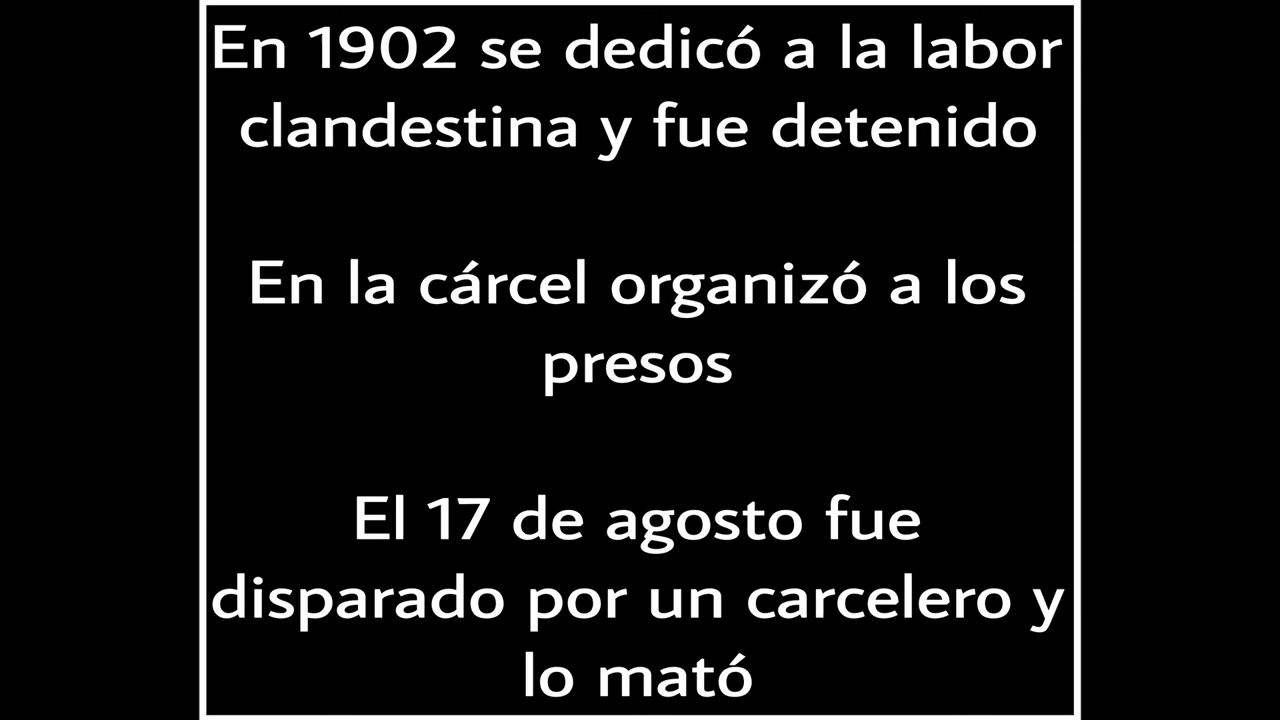 En 1902 se dedicó a la labor
clandestina y fue detenido
En la cárcel organizó a los
presos
El 17 de agosto fue
disparado por un carcelero y
lo mató